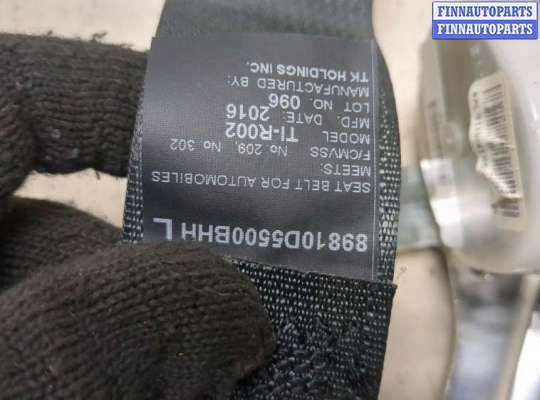 FINNAUTOPARTS
FINNAUTOPARTS
89810D5500BHH L
SEAT BELT FOR AUTOMOBILES
MEETS:
F/CMVSS No 209, No 302
MODEL TI-R002
MFD. DATE: 2016
LOT NO. 096
MANUFACTURED BY:
TK HOLDINGS INC.